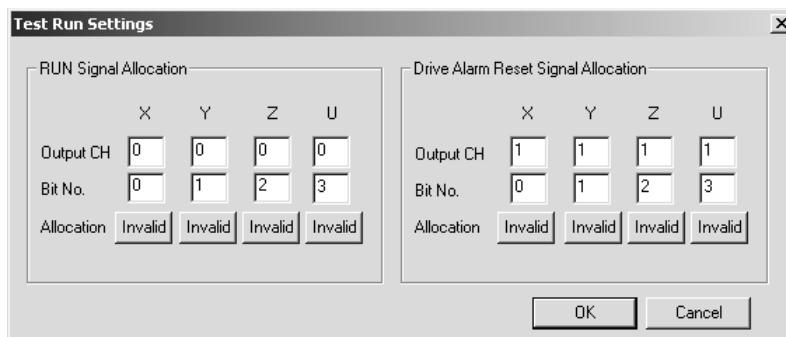 Test Run Settings
RUN Signal Allocation
X Y Z U
Output CH 0 0 0 0
Bit No. 0 1 2 3
Allocation Invalid Invalid Invalid Invalid
Drive Alarm Reset Signal Allocation
X Y Z U
Output CH 1 1 1 1
Bit No. 0 1 2 3
Allocation Invalid Invalid Invalid Invalid
OK Cancel